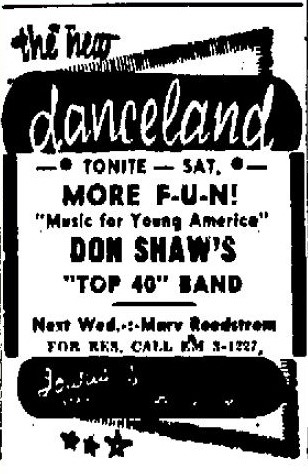 the new
danceland
—• TONITE — SAT. •—
MORE F-U-N!
"Music for Young America"
DON SHAW'S
"TOP 40" BAND
Next Wed.-:-Marv Roedstrom
FOR RES. CALL EM 3-1227.